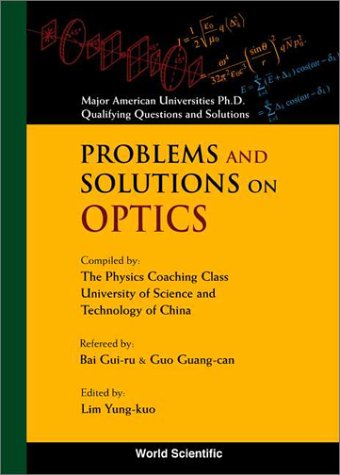 Major American Universities Ph.D.
Qualifying Questions and Solutions
PROBLEMS AND
SOLUTIONS ON
OPTICS
Compiled by:
The Physics Coaching Class
University of Science and
Technology of China
Refereed by:
Bai Gui-ru & Guo Guang-can
Edited by:
Lim Yung-kuo
World Scientific